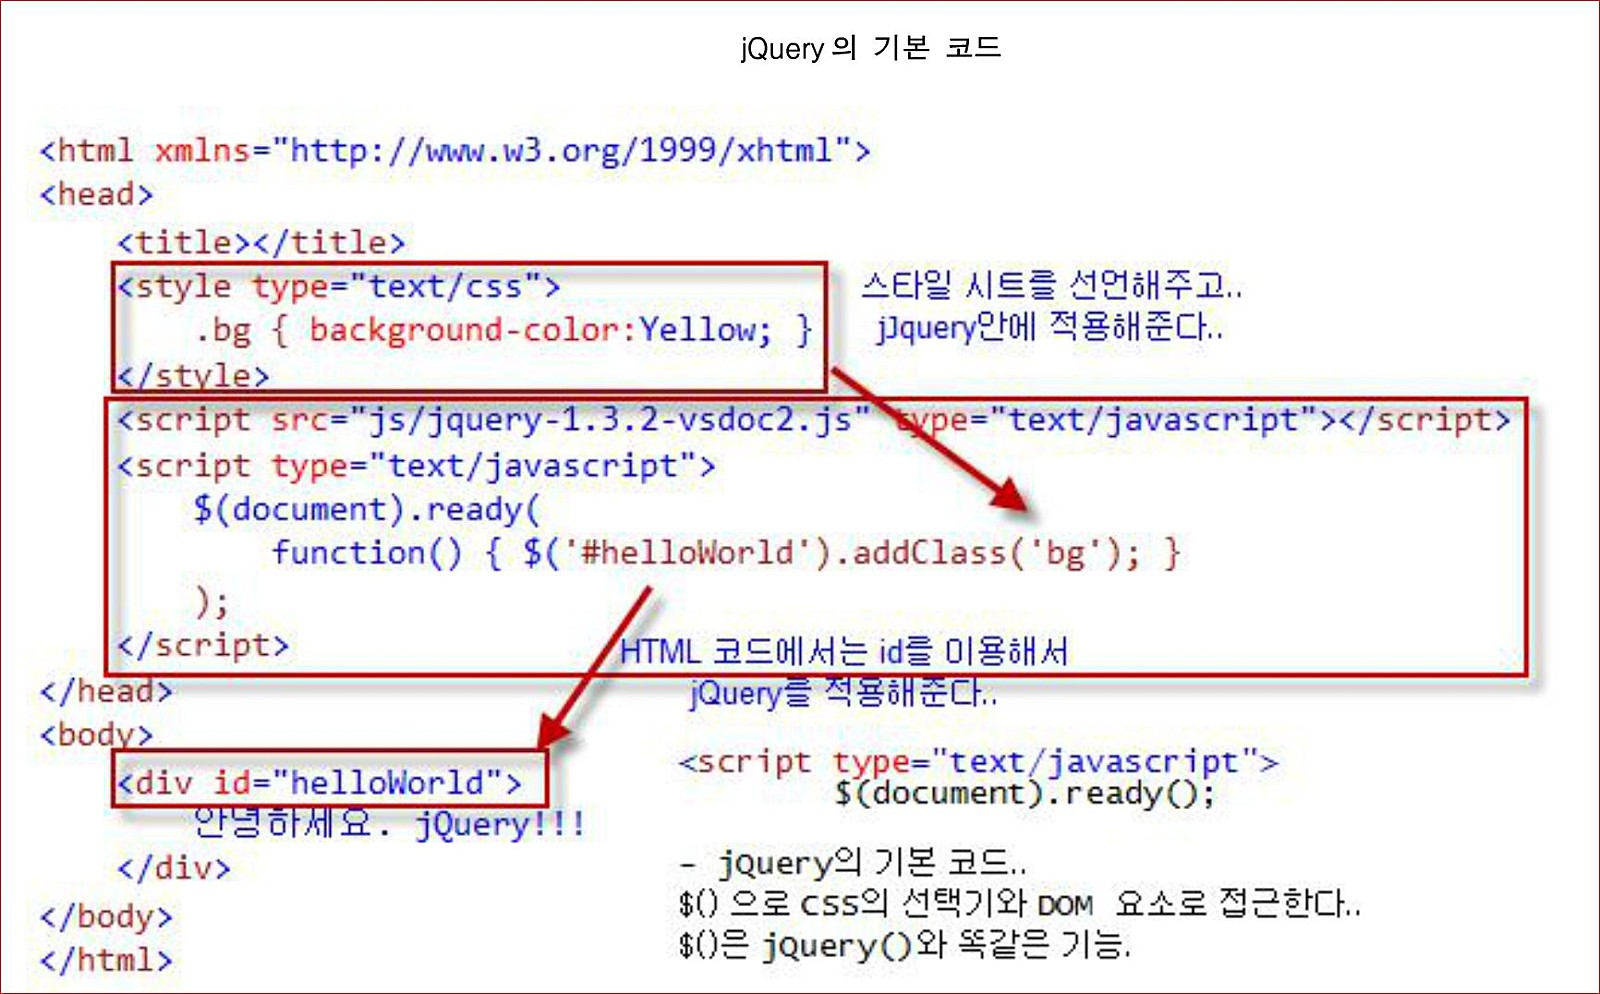 jQuery의 기본 코드
<html xmlns="http://www.w3.org/1999/xhtml">
<head>
<title></title>
<style type="text/css">
.bg { background-color:Yellow; }
</style>
스타일 시트를 선언해주고..
jJquery안에 적용해준다..
<script src="js/jquery-1.3.2-vsdoc2.js" type="text/javascript"></script>
<script type="text/javascript">
$(document).ready(
function() { $('#helloWorld').addClass('bg'); }
);
</script>
HTML 코드에서는 id를 이용해서
jQuery를 적용해준다..
</head>
<body>
<div id="helloWorld">
안녕하세요. jQuery!!!
</div>
</body>
</html>
<script type="text/javascript">
$(document).ready();
- jQuery의 기본 코드..
$() 으로 CSS의 선택기와 DOM 요소로 접근한다..
$()은 jQuery()와 똑같은 기능.